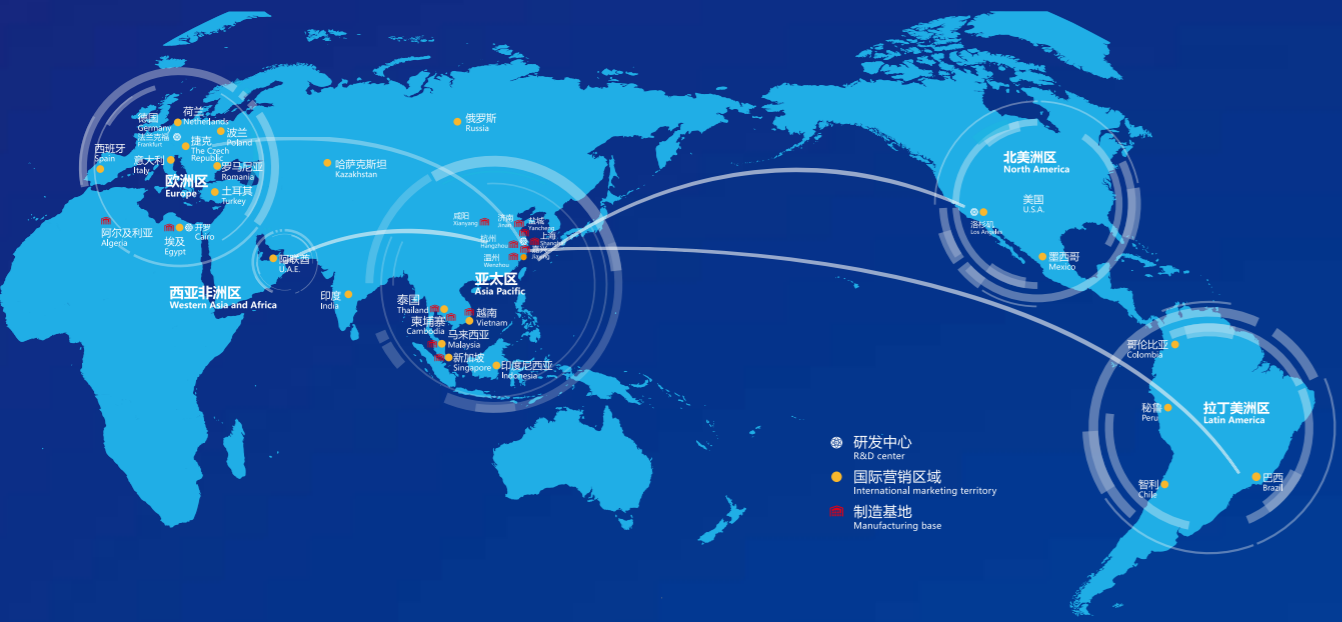 荷兰
Netherlands
德国
Germany
法兰克福
Frankfurt
捷克
The Czech
Republic
波兰
Poland
西班牙
Spain
意大利
Italy
罗马尼亚
Romania
欧洲区
Europe
土耳其
Turkey
俄罗斯
Russia
哈萨克斯坦
Kazakhstan
阿尔及利亚
Algeria
埃及
Egypt
开罗
Cairo
阿联酋
U.A.E.
西亚非洲区
Western Asia and Africa
印度
India
咸阳
Xianyang
济南
Jinan
盐城
Yancheng
杭州
Hangzhou
上海
Shanghai
嘉兴
Jiaxing
温州
Wenzhou
亚太区
Asia Pacific
泰国
Thailand
柬埔寨
Cambodia
越南
Vietnam
马来西亚
Malaysia
新加坡
Singapore
印度尼西亚
Indonesia
北美洲区
North America
美国
U.S.A.
洛杉矶
Los Angeles
墨西哥
Mexico
哥伦比亚
Colombia
秘鲁
Peru
拉丁美洲区
Latin America
智利
Chile
巴西
Brazil
研发中心
R&D center
国际营销区域
International marketing territory
制造基地
Manufacturing base